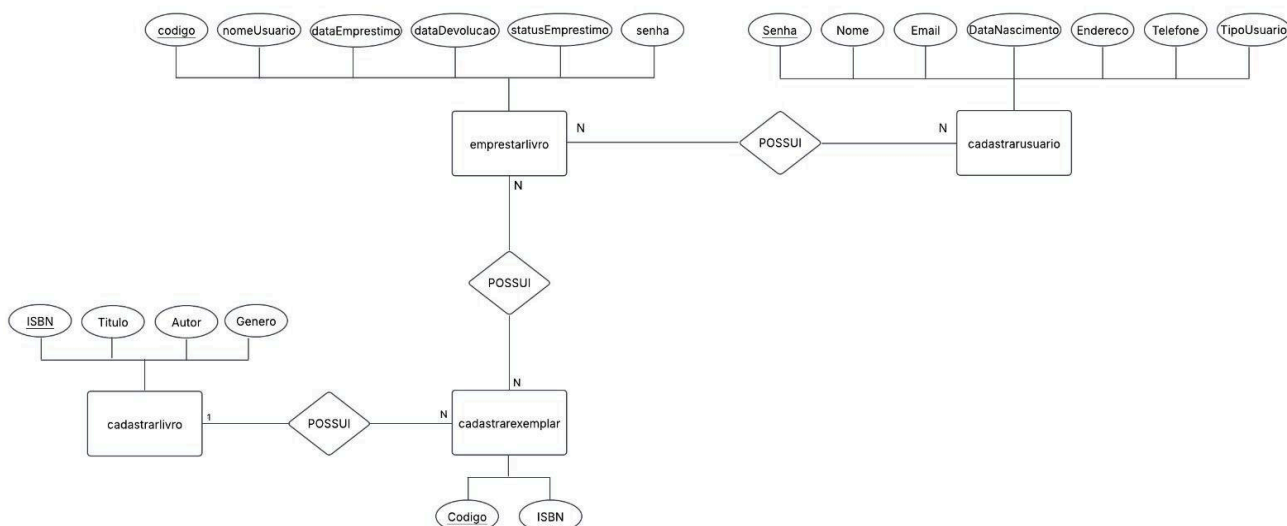 codigo
nomeUsuario
dataEmprestimo
dataDevolucao
statusEmprestimo
senha
Senha
Nome
Email
DataNascimento
Endereco
Telefone
TipoUsuario
emprestarlivro
N
POSSUI
N
cadastrarusuario
N
POSSUI
N
ISBN
Titulo
Autor
Genero
cadastrarlivro
1
POSSUI
N
cadastrarexemplar
Codigo
ISBN